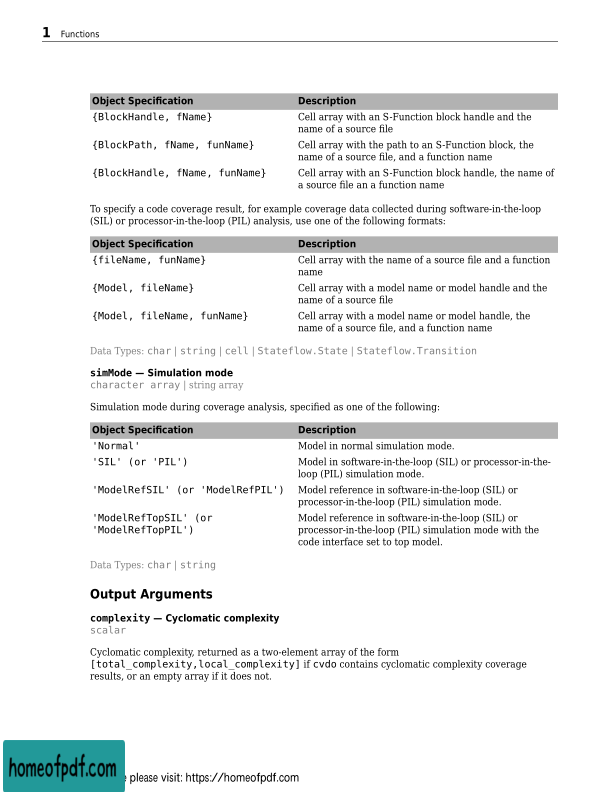 1 Functions
Object Specification Description
{BlockHandle, fName} Cell array with an S-Function block handle and the
name of a source file
{BlockPath, fName, funName} Cell array with the path to an S-Function block, the
name of a source file, and a function name
{BlockHandle, fName, funName} Cell array with an S-Function block handle, the name of
a source file an a function name
To specify a code coverage result, for example coverage data collected during software-in-the-loop
(SIL) or processor-in-the-loop (PIL) analysis, use one of the following formats:
Object Specification Description
{fileName, funName} Cell array with the name of a source file and a function
name
{Model, fileName} Cell array with a model name or model handle and the
name of a source file
{Model, fileName, funName} Cell array with a model name or model handle, the
name of a source file, and a function name
Data Types: char | string | cell | Stateflow.State | Stateflow.Transition
simMode — Simulation mode
character array | string array
Simulation mode during coverage analysis, specified as one of the following:
Object Specification Description
'Normal' Model in normal simulation mode.
'SIL' (or 'PIL') Model in software-in-the-loop (SIL) or processor-in-the-
loop (PIL) simulation mode.
'ModelRefSIL' (or 'ModelRefPIL') Model reference in software-in-the-loop (SIL) or
processor-in-the-loop (PIL) simulation mode.
'ModelRefTopSIL' (or Model reference in software-in-the-loop (SIL) or
'ModelRefTopPIL') processor-in-the-loop (PIL) simulation mode with the
code interface set to top model.
Data Types: char | string
Output Arguments
complexity — Cyclomatic complexity
scalar
Cyclomatic complexity, returned as a two-element array of the form
[total_complexity,local_complexity] if cvdo contains cyclomatic complexity coverage
results, or an empty array if it does not.
homeofpdf.com
please visit: https://homeofpdf.com